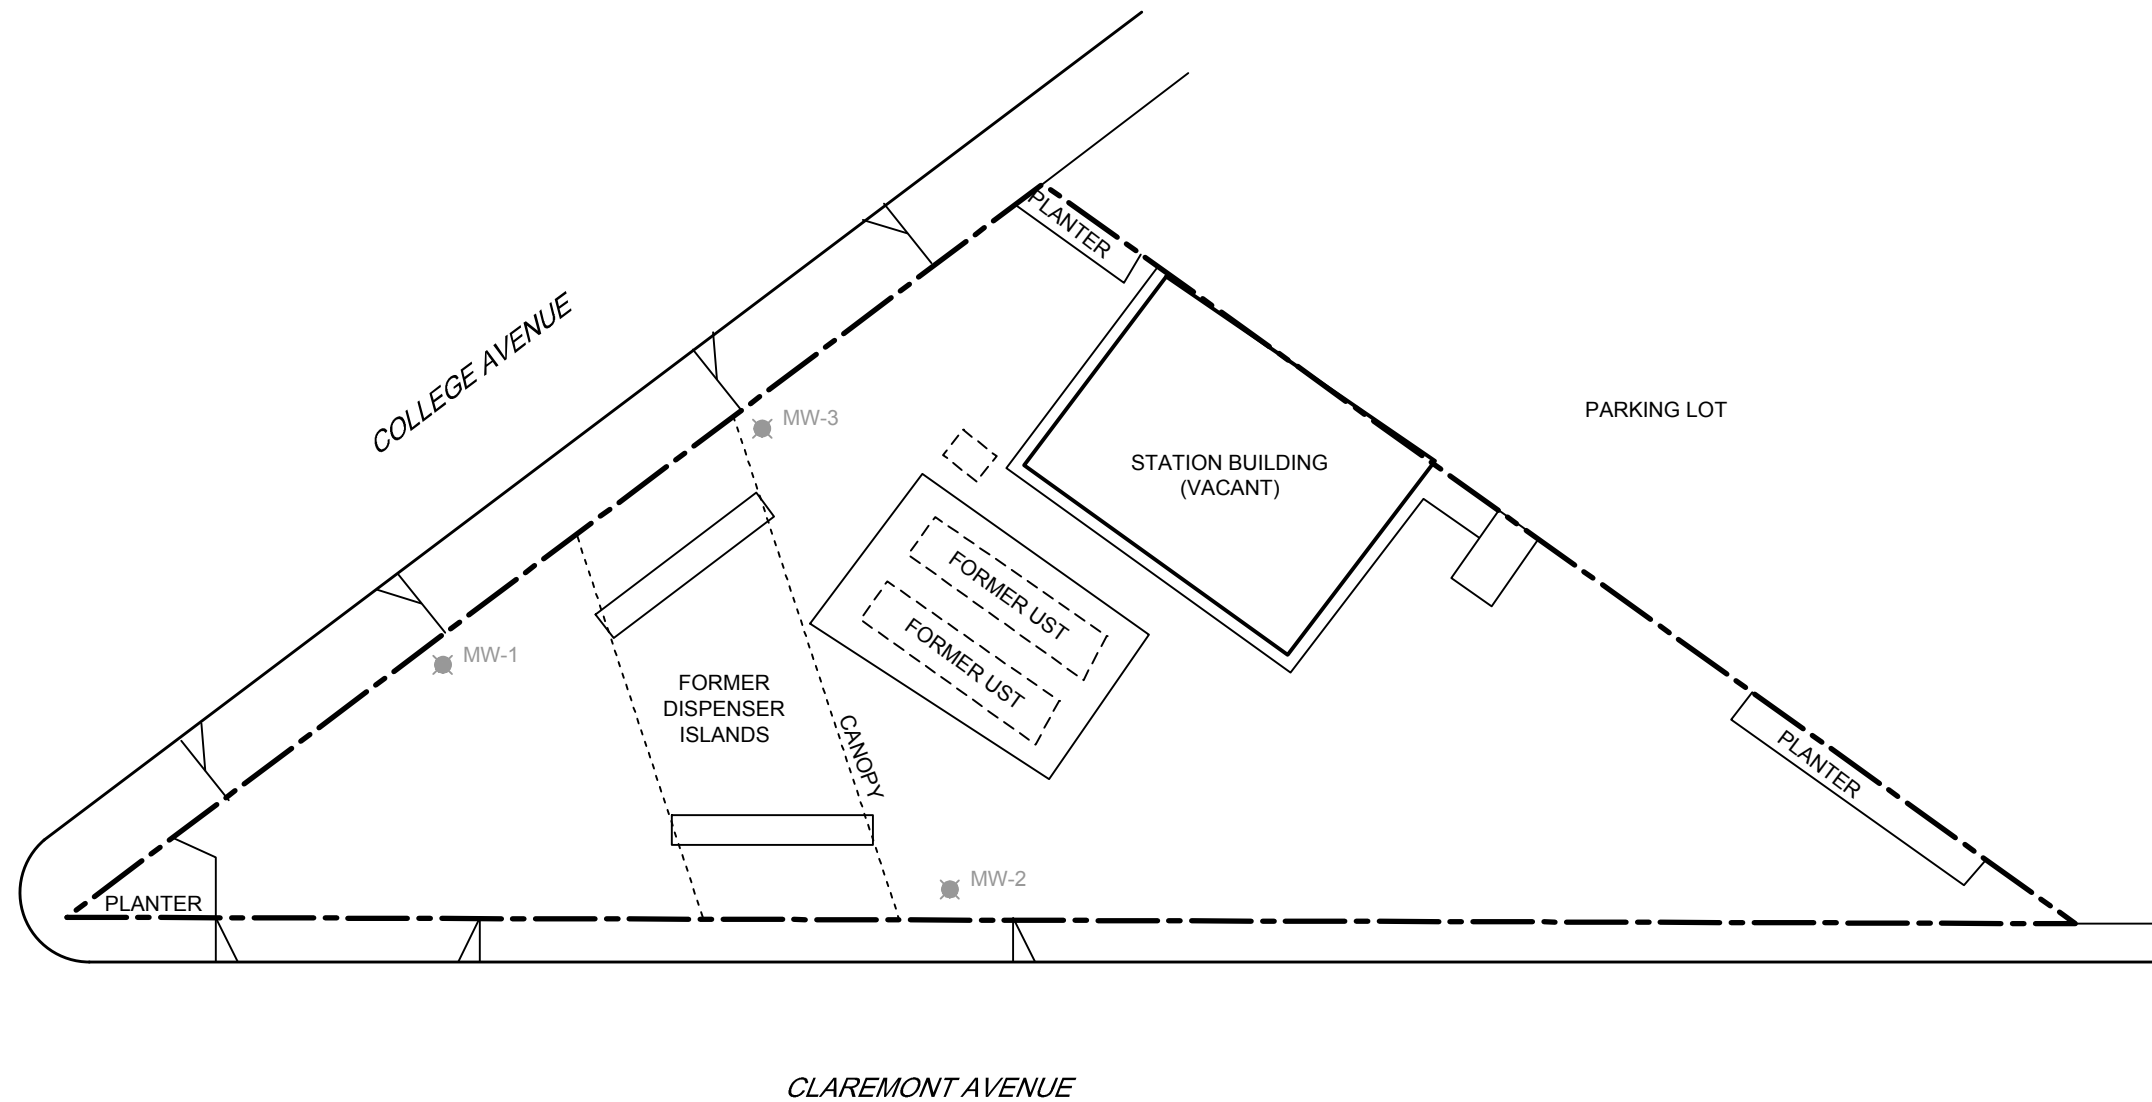 PLANTER
COLLEGE AVENUE
PARKING LOT
MW-3
STATION BUILDING
(VACANT)
FORMER UST
FORMER UST
MW-1
FORMER
DISPENSER
ISLANDS
CANOPY
PLANTER
MW-2
PLANTER
CLAREMONT AVENUE